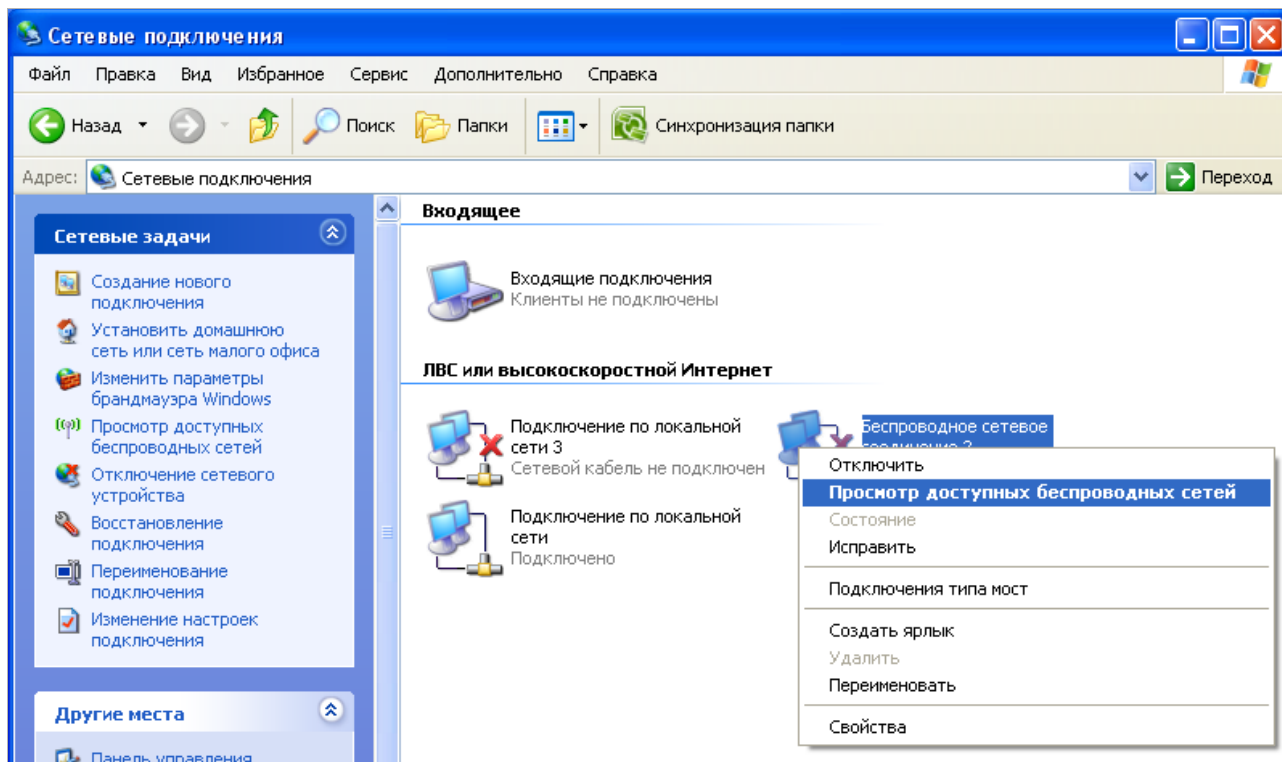 Сетевые подключения
Файл Правка Вид Избранное Сервис Дополнительно Справка
Назад Поиск Папки Синхронизация папки
Адрес: Сетевые подключения Переход
Сетевые задачи
Создание нового
подключения
Установить домашнюю
сеть или сеть малого офиса
Изменить параметры
брандмауэра Windows
Просмотр доступных
беспроводных сетей
Отключение сетевого
устройства
Восстановление
подключения
Переименование
подключения
Изменение настроек
подключения
Другие места
Панель управления
Входящее
Входящие подключения
Клиенты не подключены
ЛВС или высокоскоростной Интернет
Подключение по локальной
сети 3
Сетевой кабель не подключен
Беспроводное сетевое
соединение 2
Подключение по локальной
сети
Подключено
Отключить
Просмотр доступных беспроводных сетей
Состояние
Исправить
Подключения типа мост
Создать ярлык
Удалить
Переименовать
Свойства